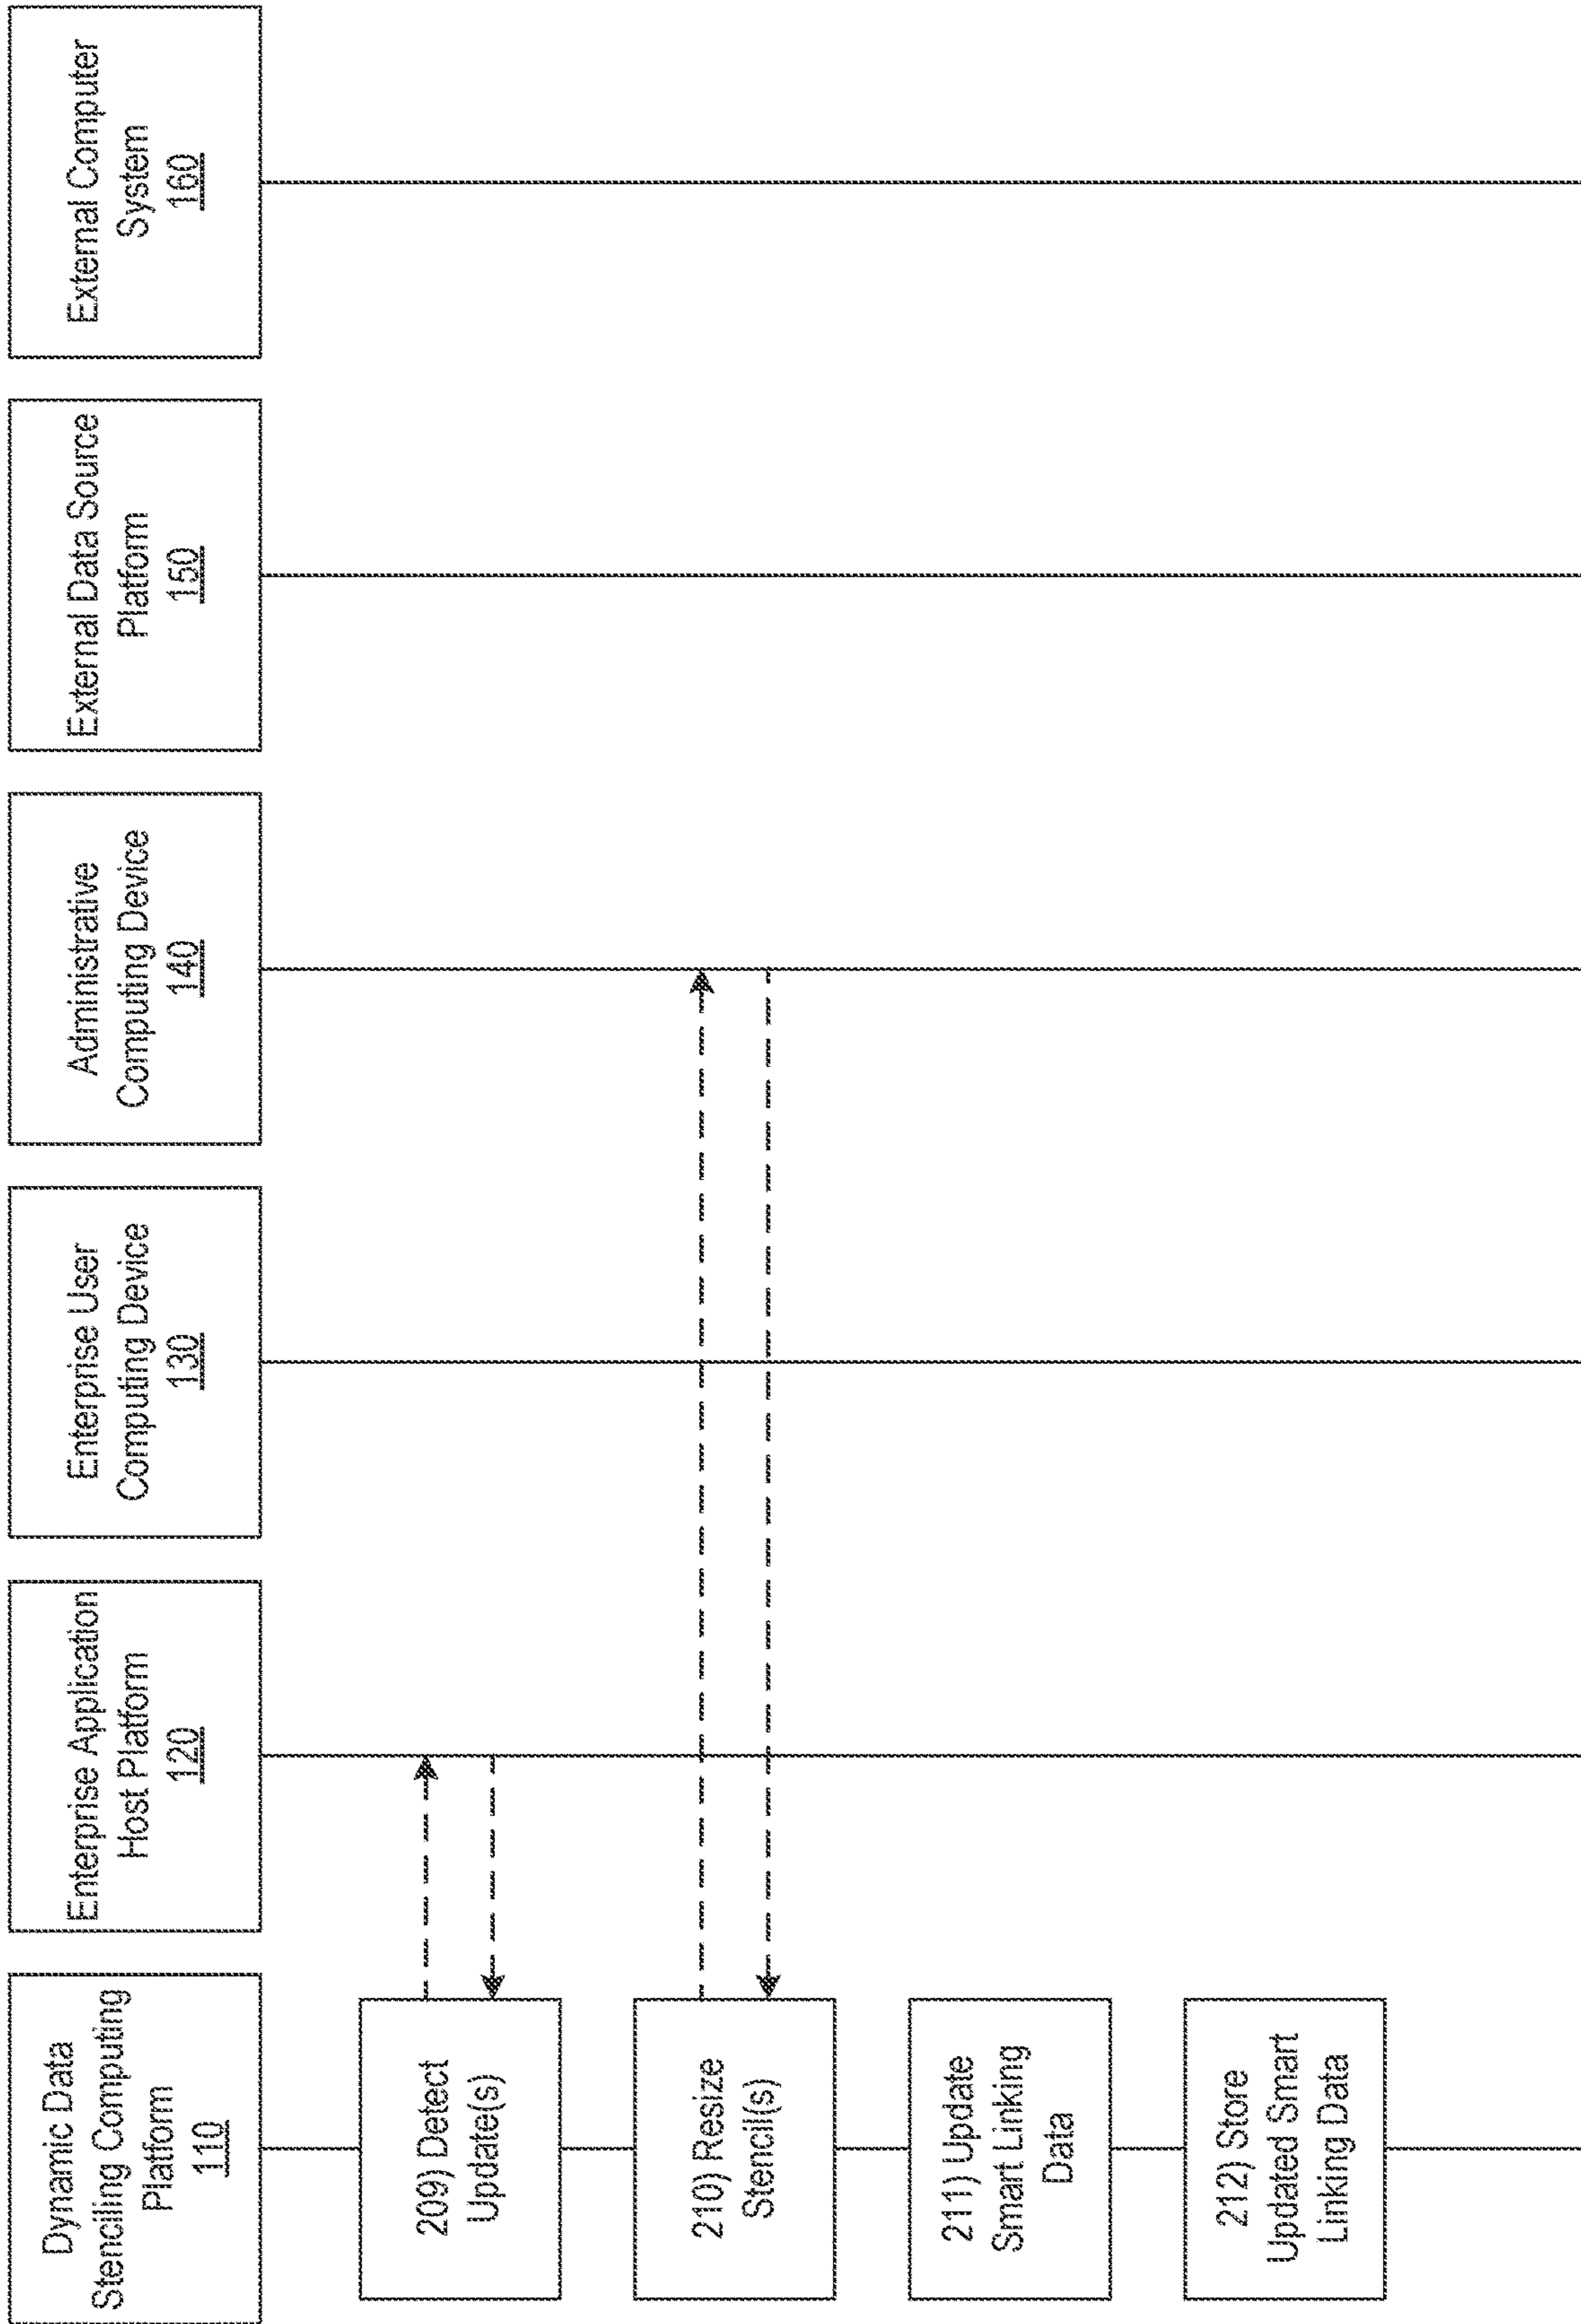 Dynamic Data
Stenciling Computing
Platform
110
Enterprise Application
Host Platform
120
Enterprise User
Computing Device
130
Administrative
Computing Device
140
External Data Source
Platform
150
External Computer
System
160
209) Detect
Update(s)
210) Resize
Stencil(s)
211) Update
Smart Linking
Data
212) Store
Updated Smart
Linking Data